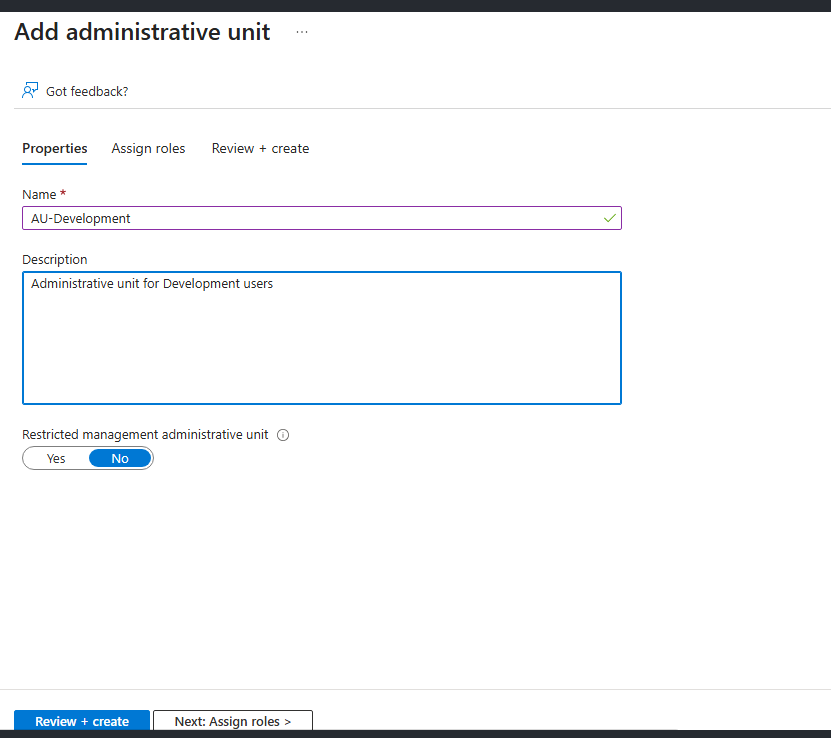 Add administrative unit ...
Got feedback?
Properties Assign roles Review + create
Name *
AU-Development
Description
Administrative unit for Development users
Restricted management administrative unit
Yes No
Review + create Next: Assign roles >